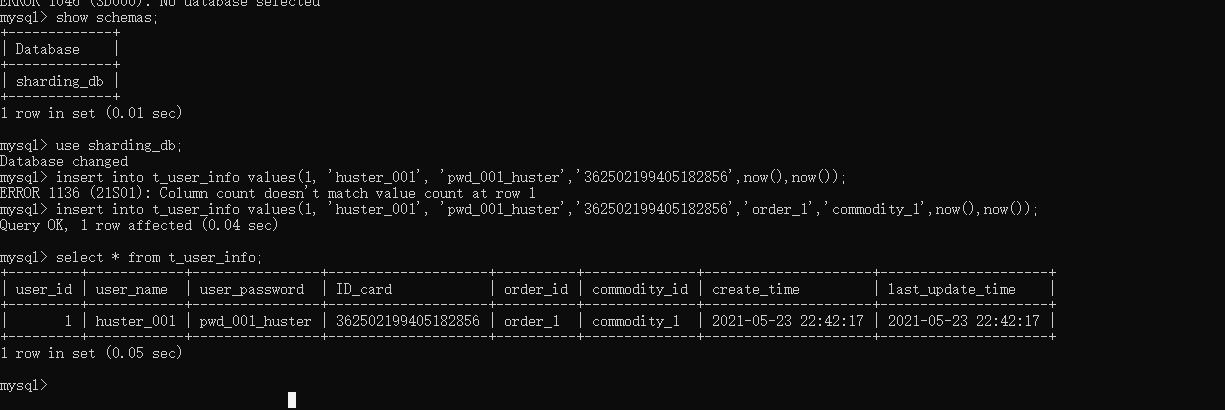 ERROR 1046 (3D000): No database selected
mysql> show schemas;
+-------------+
| Database    |
+-------------+
| sharding_db |
+-------------+
1 row in set (0.01 sec)
mysql> use sharding_db;
Database changed
mysql> insert into t_user_info values(1, 'huster_001', 'pwd_001_huster','362502199405182856',now(),now());
ERROR 1136 (21S01): Column count doesn't match value count at row 1
mysql> insert into t_user_info values(1, 'huster_001', 'pwd_001_huster','362502199405182856','order_1','commodity_1',now(),now());
Query OK, 1 row affected (0.04 sec)
mysql> select * from t_user_info;
+---------+------------+----------------+--------------------+----------+--------------+---------------------+---------------------+
| user_id | user_name  | user_password  | ID_card            | order_id | commodity_id | create_time         | last_update_time    |
+---------+------------+----------------+--------------------+----------+--------------+---------------------+---------------------+
|       1 | huster_001 | pwd_001_huster | 362502199405182856 | order_1  | commodity_1  | 2021-05-23 22:42:17 | 2021-05-23 22:42:17 |
+---------+------------+----------------+--------------------+----------+--------------+---------------------+---------------------+
1 row in set (0.05 sec)
mysql>